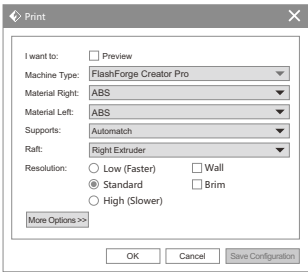 Print
I want to: Preview
Machine Type: FlashForge Creator Pro
Material Right: ABS
Material Left: ABS
Supports: Automatch
Raft: Right Extruder
Resolution: Low (Faster) Wall
Standard Brim
High (Slower)
More Options >>
OK Cancel Save Configuration